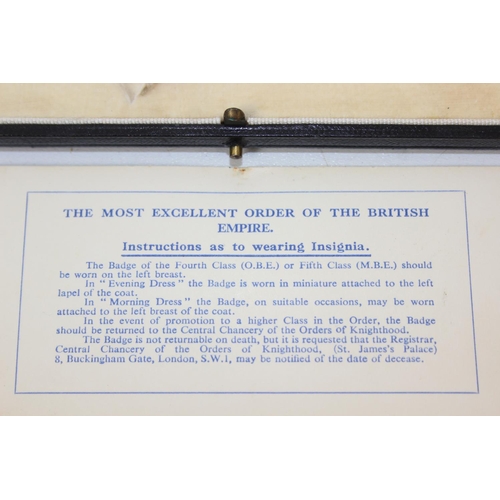 THE MOST EXCELLENT ORDER OF THE BRITISH
EMPIRE.
Instructions as to wearing Insignia.
The Badge of the Fourth Class (O.B.E.) or Fifth Class (M.B.E.) should
be worn on the left breast.
In "Evening Dress" the Badge is worn in miniature attached to the left
lapel of the coat.
In "Morning Dress" the Badge, on suitable occasions, may be worn
attached to the left breast of the coat.
In the event of promotion to a higher Class in the Order, the Badge
should be returned to the Central Chancery of the Orders of Knighthood.
The Badge is not returnable on death, but it is requested that the Registrar,
Central Chancery of the Orders of Knighthood, (St. James's Palace)
8, Buckingham Gate, London, S.W.1, may be notified of the date of decease.